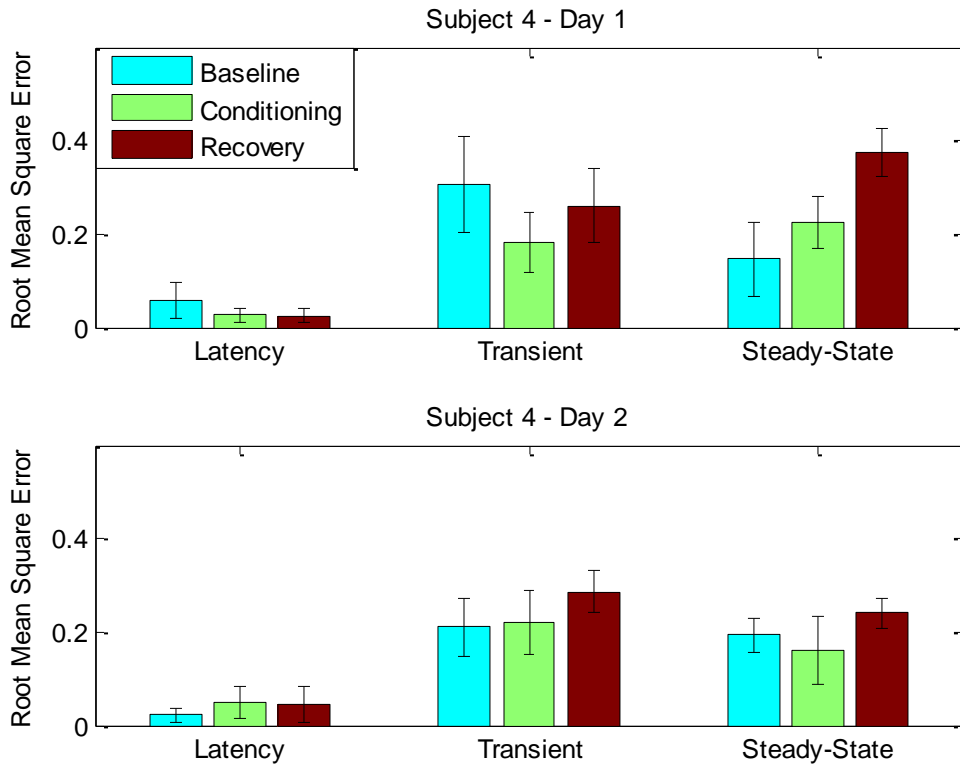 Subject 4 - Day 1
Root Mean Square Error
0.4
0.2
0
Baseline
Conditioning
Recovery
Latency
Transient
Steady-State
Subject 4 - Day 2
Root Mean Square Error
0.4
0.2
0
Latency
Transient
Steady-State